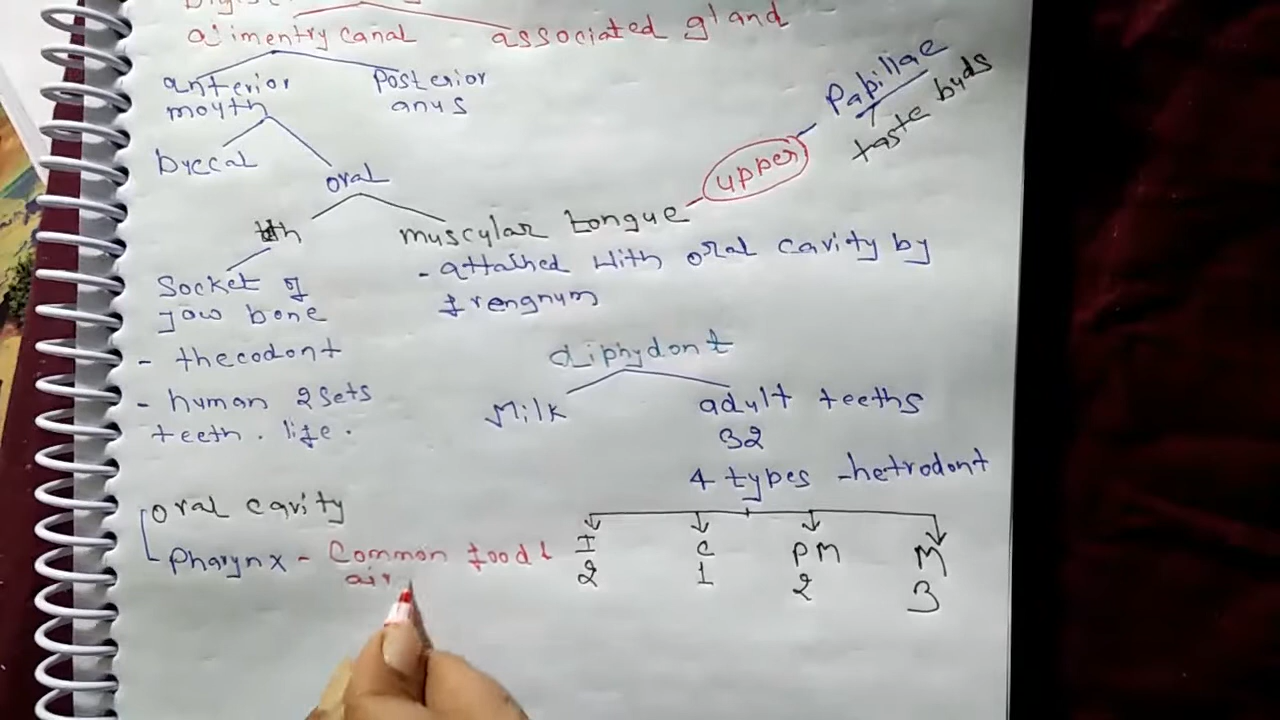 alimentry canal associated gland
anterior posterior
mouth anus
buccal
oral
upper - Papillae
taste buds
th muscular tongue
- attached with oral cavity by
frengnum
Socket of
jaw bone
- thecodont
- human 2 sets
teeth . life .
diphydont
Milk adult teeths
32
4 types - hetrodont
I C PM M
2 1 2 3
oral cavity
Pharynx - Common food &
air